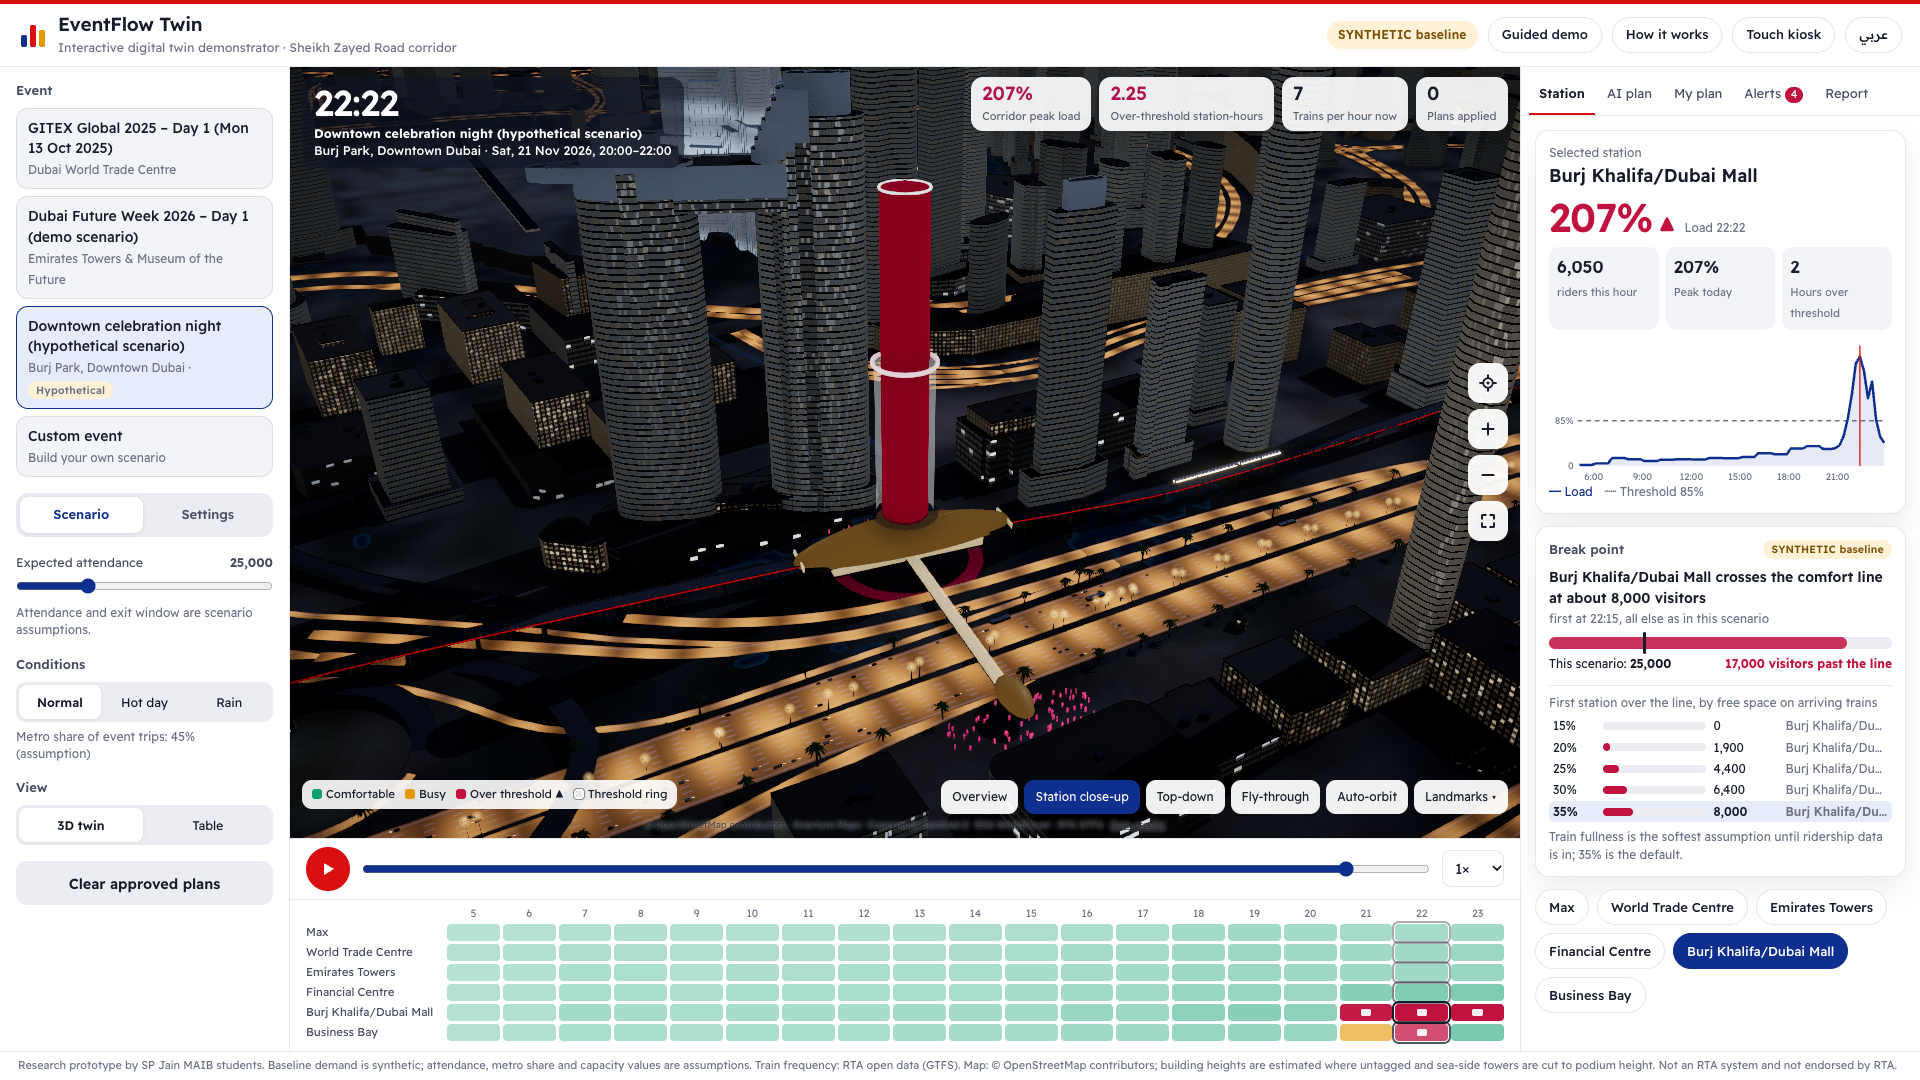 EventFlow Twin
Interactive digital twin demonstrator · Sheikh Zayed Road corridor
SYNTHETIC baseline
Guided demo
How it works
Touch kiosk
عربي
Event
GITEX Global 2025 – Day 1 (Mon
13 Oct 2025)
Dubai World Trade Centre
Dubai Future Week 2026 – Day 1
(demo scenario)
Emirates Towers & Museum of the
Future
Downtown celebration night
(hypothetical scenario)
Burj Park, Downtown Dubai ·
Hypothetical
Custom event
Build your own scenario
Scenario
Settings
Expected attendance 25,000
Attendance and exit window are scenario
assumptions.
Conditions
Normal
Hot day
Rain
Metro share of event trips: 45%
(assumption)
View
3D twin
Table
Clear approved plans
22:22
Downtown celebration night (hypothetical scenario)
Burj Park, Downtown Dubai · Sat, 21 Nov 2026, 20:00–22:00
207%
Corridor peak load
2.25
Over-threshold station-hours
7
Trains per hour now
0
Plans applied
+
−
Comfortable
Busy
Over threshold ▲
Threshold ring
Overview
Station close-up
Top-down
Fly-through
Auto-orbit
Landmarks
1×
5 6 7 8 9 10 11 12 13 14 15 16 17 18 19 20 21 22 23
Max
World Trade Centre
Emirates Towers
Financial Centre
Burj Khalifa/Dubai Mall
Business Bay
Station
AI plan
My plan
Alerts 4
Report
Selected station
Burj Khalifa/Dubai Mall
207% ▲ Load 22:22
6,050
riders this hour
207%
Peak today
2
Hours over
threshold
85%
0
6:00 9:00 12:00 15:00 18:00 21:00
Load
Threshold 85%
Break point
SYNTHETIC baseline
Burj Khalifa/Dubai Mall crosses the comfort line
at about 8,000 visitors
first at 22:15, all else as in this scenario
This scenario: 25,000
17,000 visitors past the line
First station over the line, by free space on arriving trains
15% 0 Burj Khalifa/Du...
20% 1,900 Burj Khalifa/Du...
25% 4,400 Burj Khalifa/Du...
30% 6,400 Burj Khalifa/Du...
35% 8,000 Burj Khalifa/Du...
Train fullness is the softest assumption until ridership data
is in; 35% is the default.
Max
World Trade Centre
Emirates Towers
Financial Centre
Burj Khalifa/Dubai Mall
Business Bay
Research prototype by SP Jain MAIB students. Baseline demand is synthetic; attendance, metro share and capacity values are assumptions. Train frequency: RTA open data (GTFS). Map: © OpenStreetMap contributors; building heights are estimated where untagged and sea-side towers are cut to podium height. Not an RTA system and not endorsed by RTA.